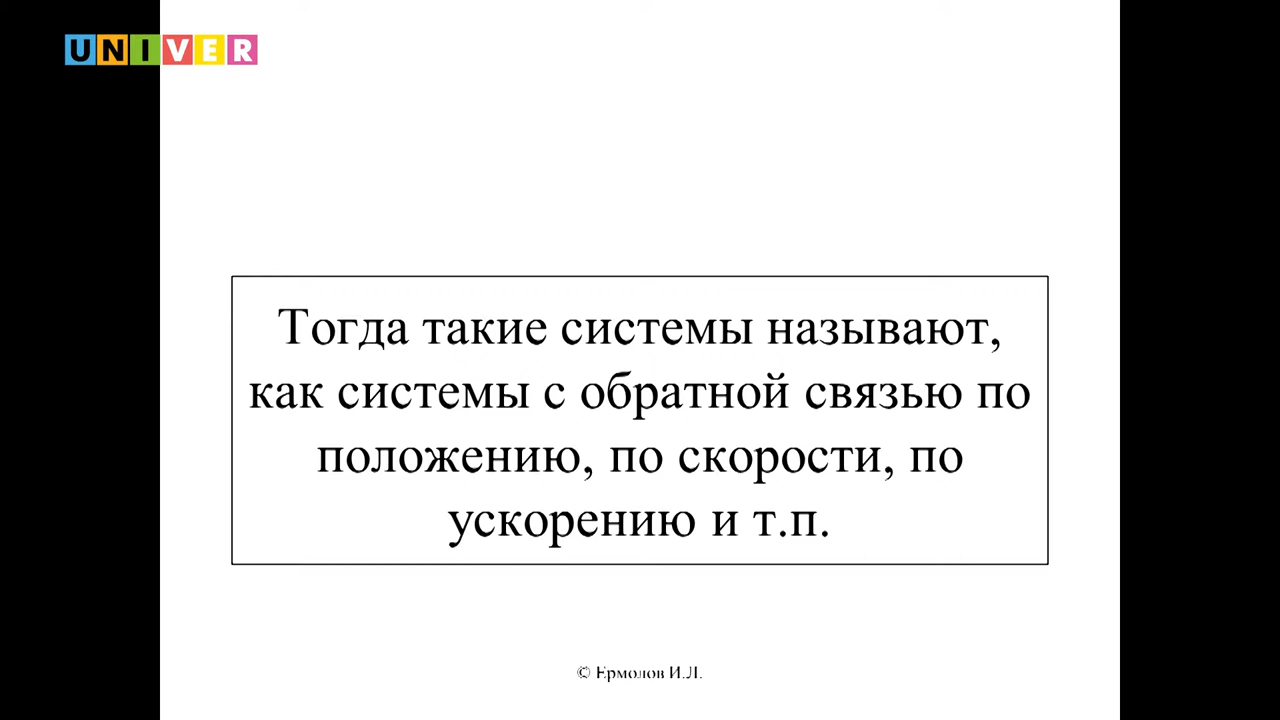 UNIVER
Тогда такие системы называют,
как системы с обратной связью по
положению, по скорости, по
ускорению и т.п.
© Ермолов И.Л.